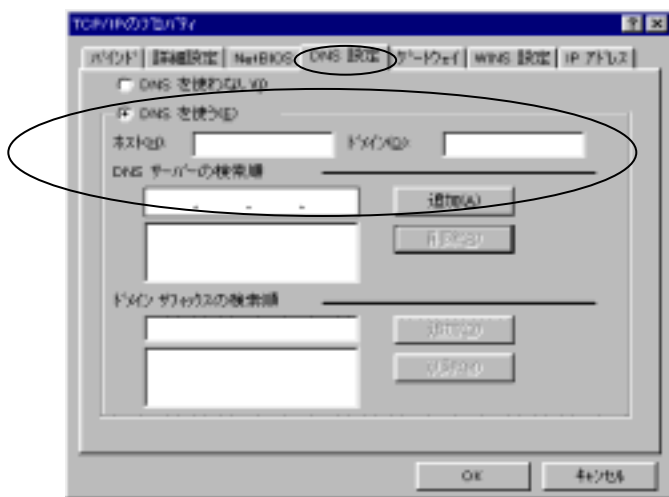 TCP/IPのプロパティ
バインド 詳細設定 NetBIOS DNS 設定 ゲートウェイ WINS 設定 IP アドレス
DNS を使わない(I)
DNS を使う(E)
ホスト(H): ドメイン(O):
DNS サーバーの検索順
追加(A)
削除(R)
ドメイン サフィックスの検索順
追加(D)
OK キャンセル